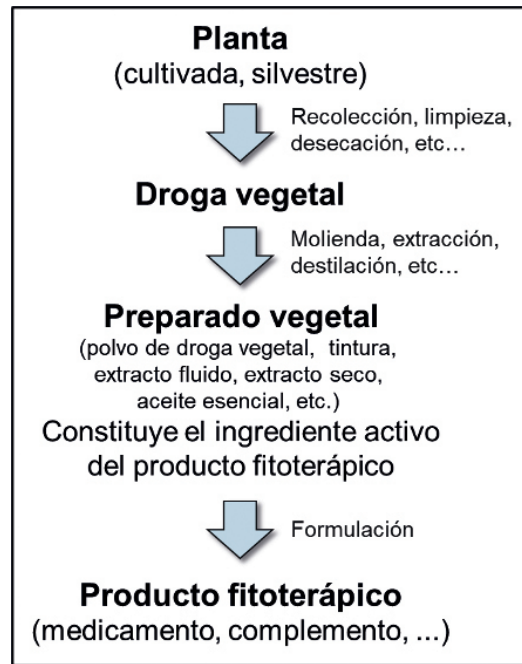 Planta
(cultivada, silvestre)
Recolección, limpieza,
desecación, etc...
Droga vegetal
Molienda, extracción,
destilación, etc...
Preparado vegetal
(polvo de droga vegetal, tintura,
extracto fluido, extracto seco,
aceite esencial, etc.)
Constituye el ingrediente activo
del producto fitoterápico
Formulación
Producto fitoterápico
(medicamento, complemento, ...)